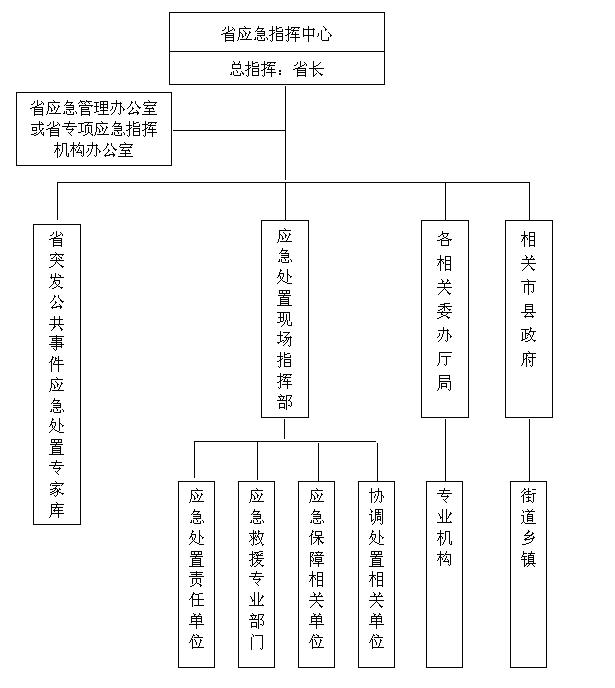 省应急指挥中心
总指挥：省长
省应急管理办公室
或省专项应急指挥
机构办公室
省突发公共事件应急处置专家库
应急处置现场指挥部
各相关委办厅局
相关市县政府
应急处置责任单位
应急救援专业部门
应急保障相关单位
协调处置相关单位
专业机构
街道乡镇